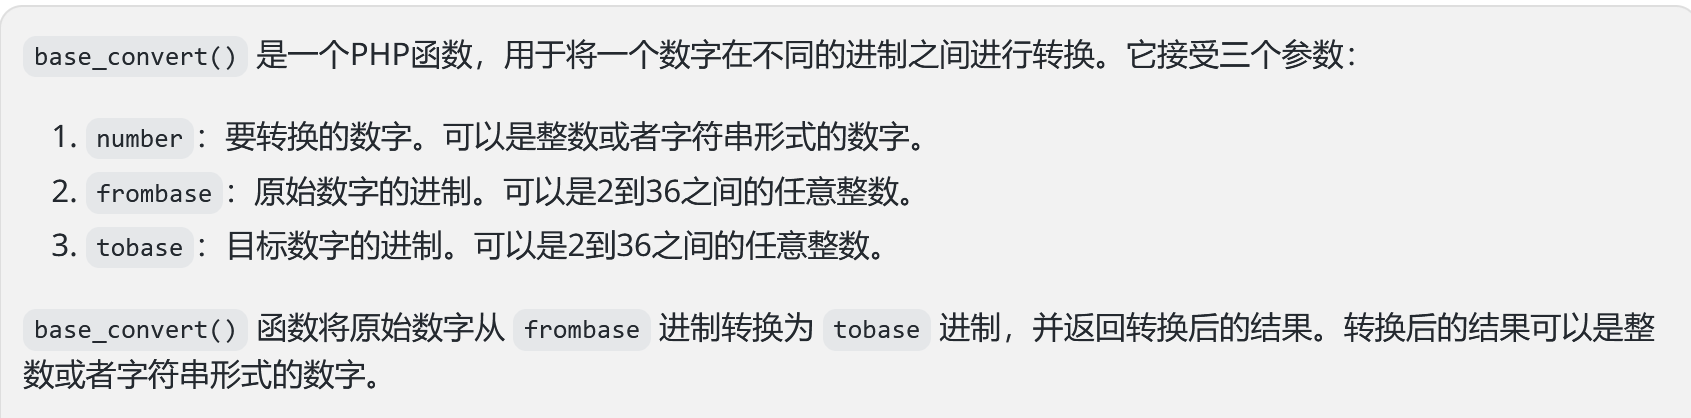 base_convert() 是一个PHP函数，用于将一个数字在不同的进制之间进行转换。它接受三个参数：
1. number：要转换的数字。可以是整数或者字符串形式的数字。
2. frombase：原始数字的进制。可以是2到36之间的任意整数。
3. tobase：目标数字的进制。可以是2到36之间的任意整数。
base_convert() 函数将原始数字从 frombase 进制转换为 tobase 进制，并返回转换后的结果。转换后的结果可以是整
数或者字符串形式的数字。